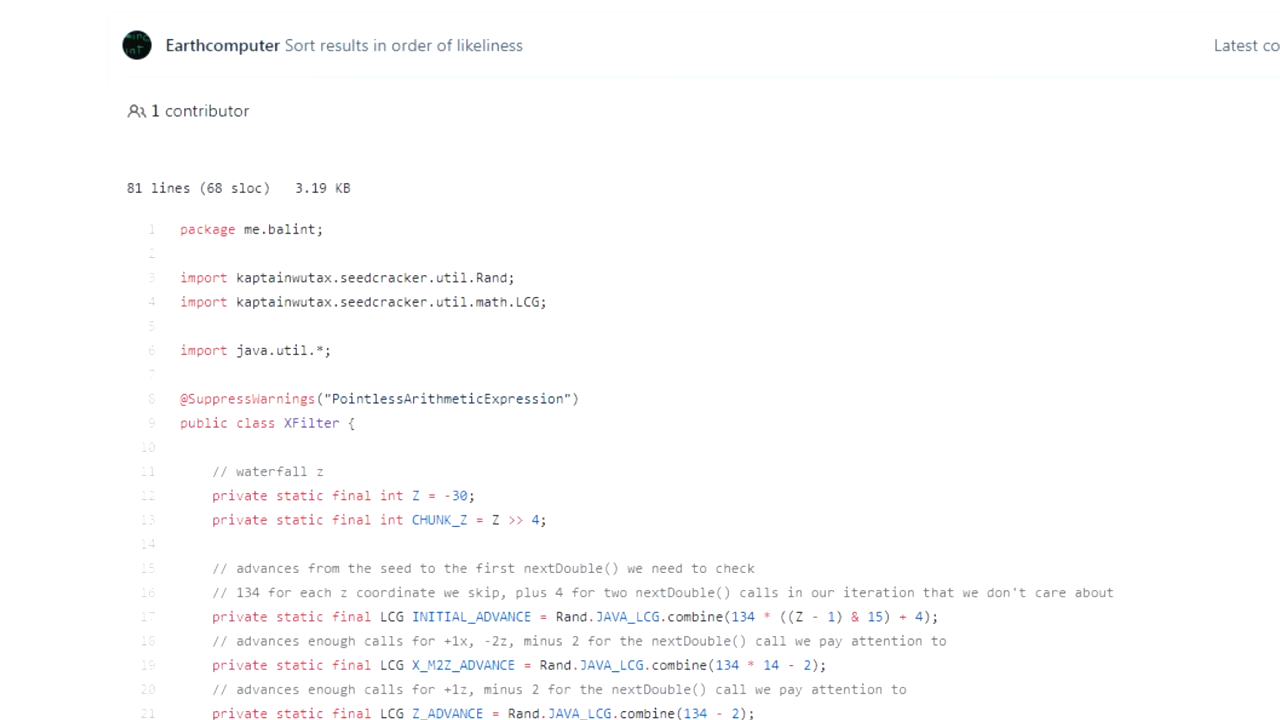 Earthcomputer Sort results in order of likeliness
Latest co
1 contributor
81 lines (68 sloc) 3.19 KB
1 package me.balint;
2
3 import kaptainwutax.seedcracker.util.Rand;
4 import kaptainwutax.seedcracker.util.math.LCG;
5
6 import java.util.*;
7
8 @SuppressWarnings("PointlessArithmeticExpression")
9 public class XFilter {
10
11 // waterfall z
12 private static final int Z = -30;
13 private static final int CHUNK_Z = Z >> 4;
14
15 // advances from the seed to the first nextDouble() we need to check
16 // 134 for each z coordinate we skip, plus 4 for two nextDouble() calls in our iteration that we don't care about
17 private static final LCG INITIAL_ADVANCE = Rand.JAVA_LCG.combine(134 * ((Z - 1) & 15) + 4);
18 // advances enough calls for +1x, -2z, minus 2 for the nextDouble() call we pay attention to
19 private static final LCG X_M2Z_ADVANCE = Rand.JAVA_LCG.combine(134 * 14 - 2);
20 // advances enough calls for +1z, minus 2 for the nextDouble() call we pay attention to
21 private static final LCG Z_ADVANCE = Rand.JAVA_LCG.combine(134 - 2);